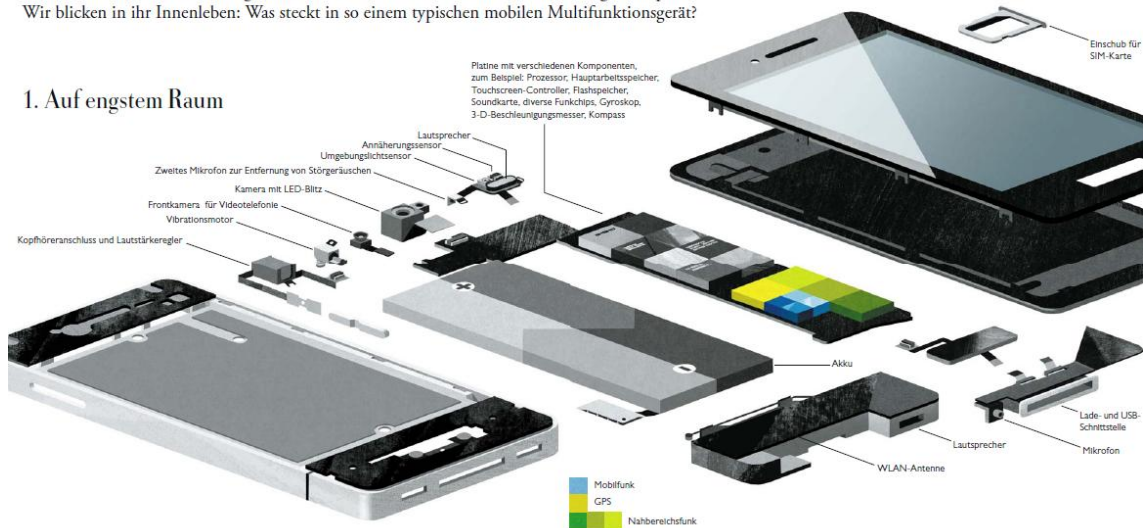 Wir blicken in ihr Innenleben: Was steckt in so einem typischen mobilen Multifunktionsgerät?
1. Auf engstem Raum
Einschub für
SIM-Karte
Platine mit verschiedenen Komponenten,
zum Beispiel: Prozessor, Hauptarbeitsspeicher,
Touchscreen-Controller, Flashspeicher,
Soundkarte, diverse Funkchips, Gyroskop,
3-D-Beschleunigungsmesser, Kompass
Lautsprecher
Annäherungssensor
Umgebungslichtsensor
Zweites Mikrofon zur Entfernung von Störgeräuschen
Kamera mit LED-Blitz
Frontkamera für Videotelefonie
Vibrationsmotor
Kopfhöreranschluss und Lautstärkeregler
Akku
Lade- und USB-
Schnittstelle
Mikrofon
Lautsprecher
WLAN-Antenne
Mobilfunk
GPS
Nahbereichsfunk